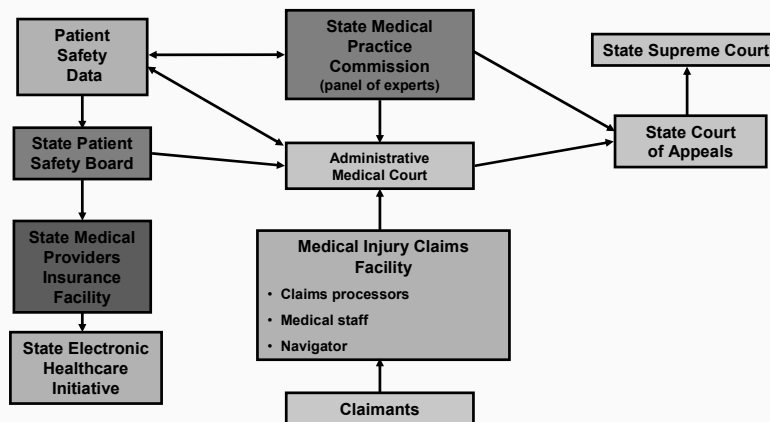 Patient
Safety
Data
State Medical
Practice
Commission
(panel of experts)
State Supreme Court
State Patient
Safety Board
Administrative
Medical Court
State Court
of Appeals
State Medical
Providers
Insurance
Facility
Medical Injury Claims
Facility
• Claims processors
• Medical staff
• Navigator
State Electronic
Healthcare
Initiative
Claimants